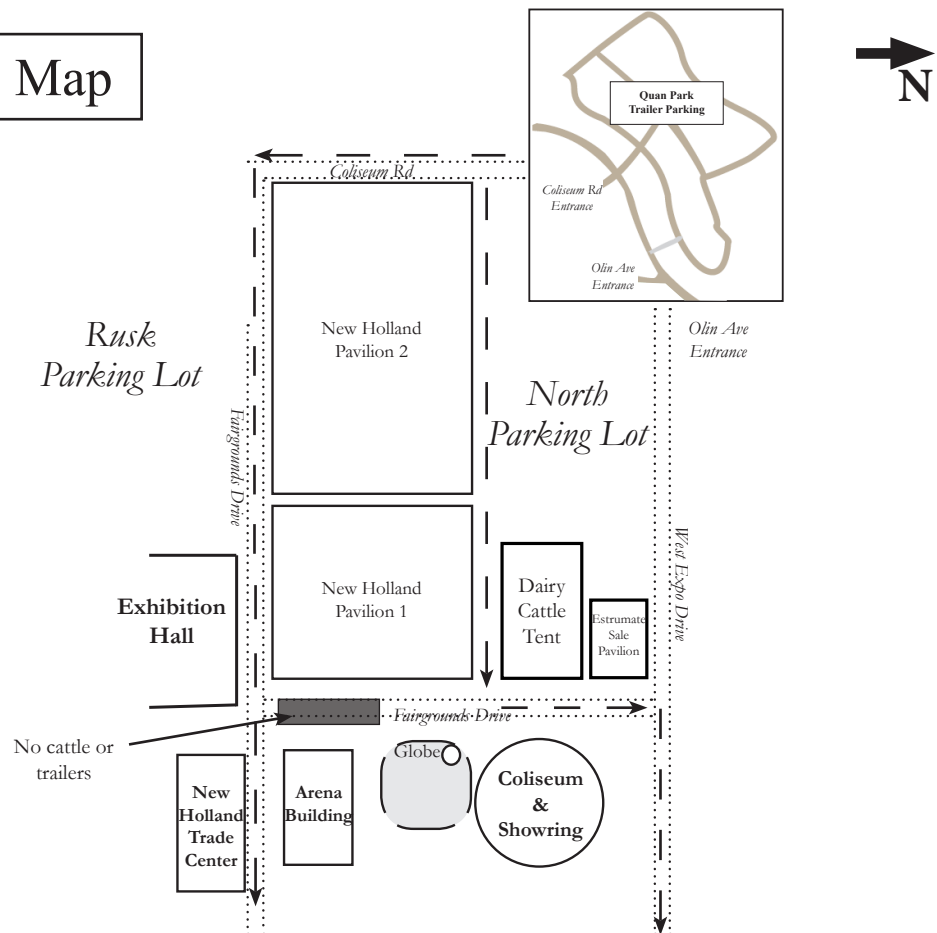 Map
N
Quan Park
Trailer Parking
Coliseum Rd
Entrance
Olin Ave
Entrance
Coliseum Rd
Olin Ave
Entrance
Rusk
Parking Lot
New Holland
Pavilion 2
North
Parking Lot
Fairgrounds Drive
West Expo Drive
Exhibition
Hall
New Holland
Pavilion 1
Dairy
Cattle
Tent
Estrumate
Sale
Pavilion
Fairgrounds Drive
No cattle or
trailers
Globe
New
Holland
Trade
Center
Arena
Building
Coliseum
&
Showring